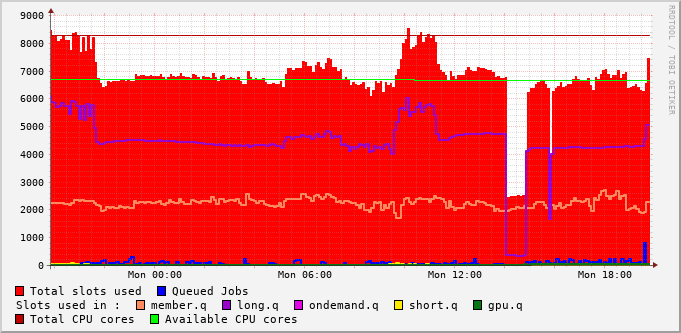 9000
8000
7000
6000
5000
4000
3000
2000
1000
0
Mon 00:00 Mon 06:00 Mon 12:00 Mon 18:00
Total slots used Queued Jobs
Slots used in : member.q long.q ondemand.q short.q gpu.q
Total CPU cores Available CPU cores
RRDTOOL / TOBI OETIKER